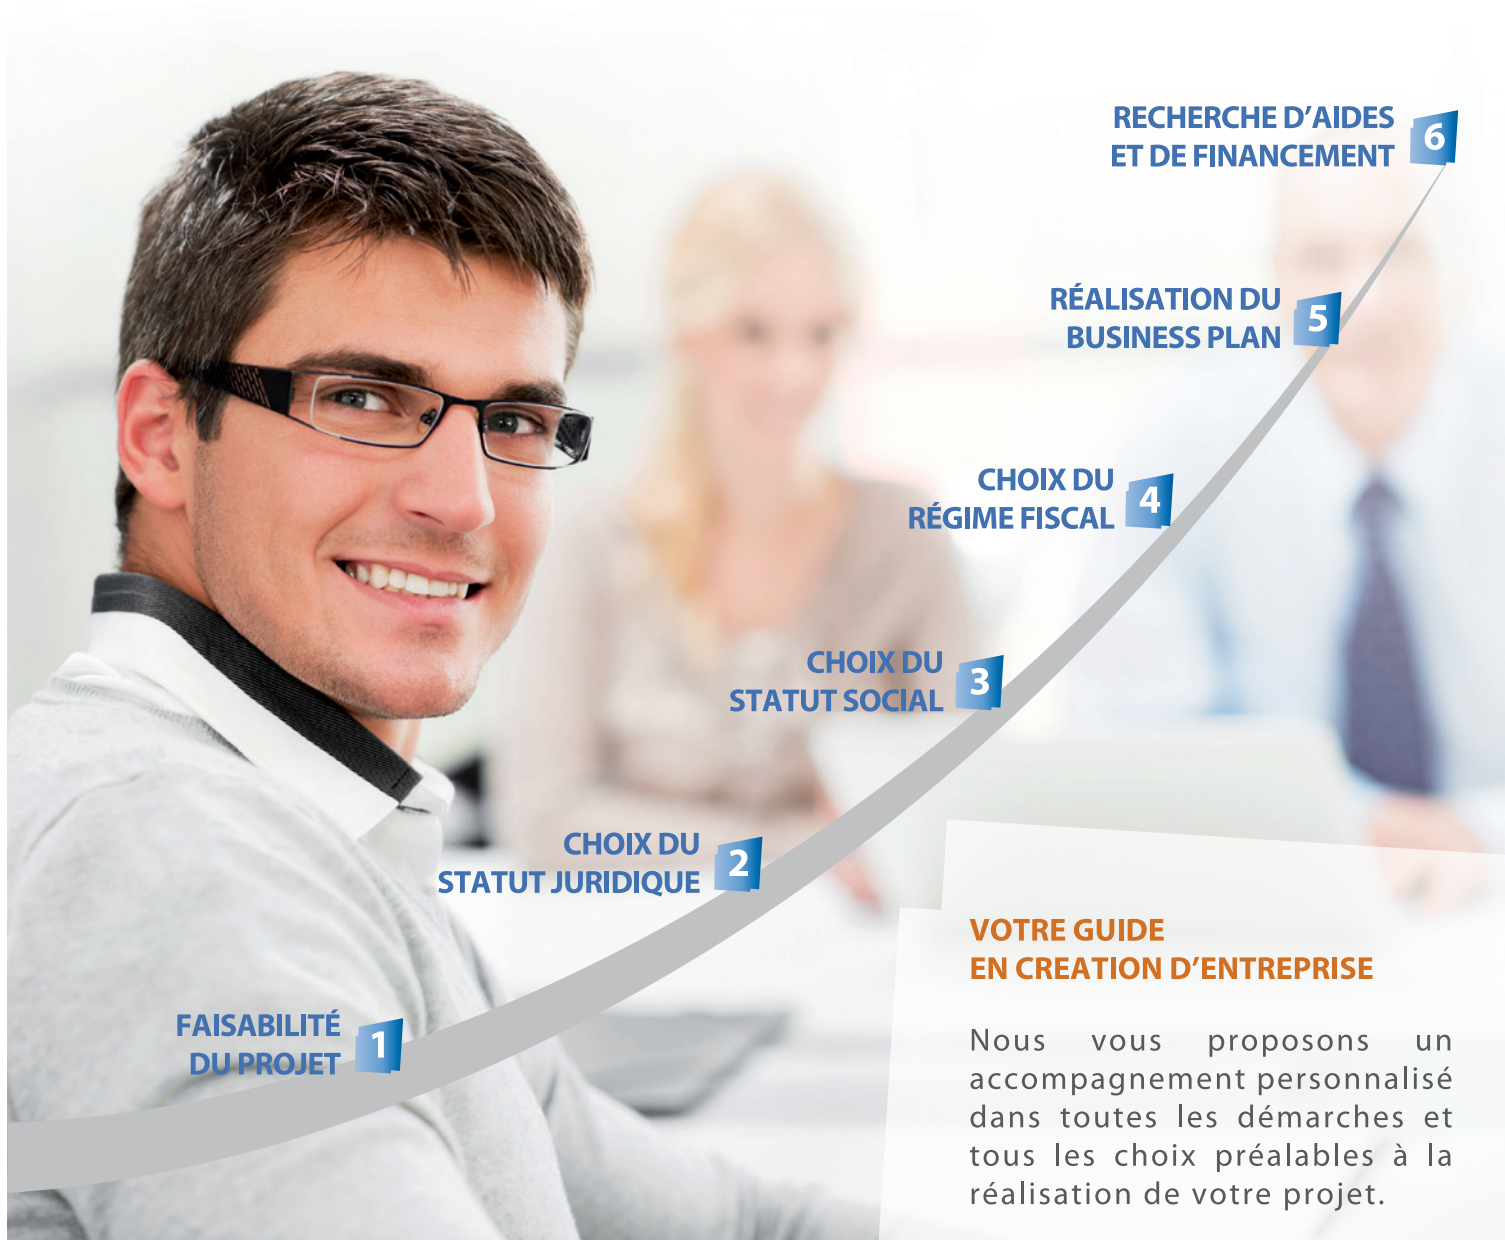 RECHERCHE D'AIDES
ET DE FINANCEMENT
6
RÉALISATION DU
BUSINESS PLAN
5
CHOIX DU
RÉGIME FISCAL
4
CHOIX DU
STATUT SOCIAL
3
CHOIX DU
STATUT JURIDIQUE
2
FAISABILITÉ
DU PROJET
1
VOTRE GUIDE
EN CREATION D'ENTREPRISE
Nous vous proposons un
accompagnement personnalisé
dans toutes les démarches et
tous les choix préalables à la
réalisation de votre projet.